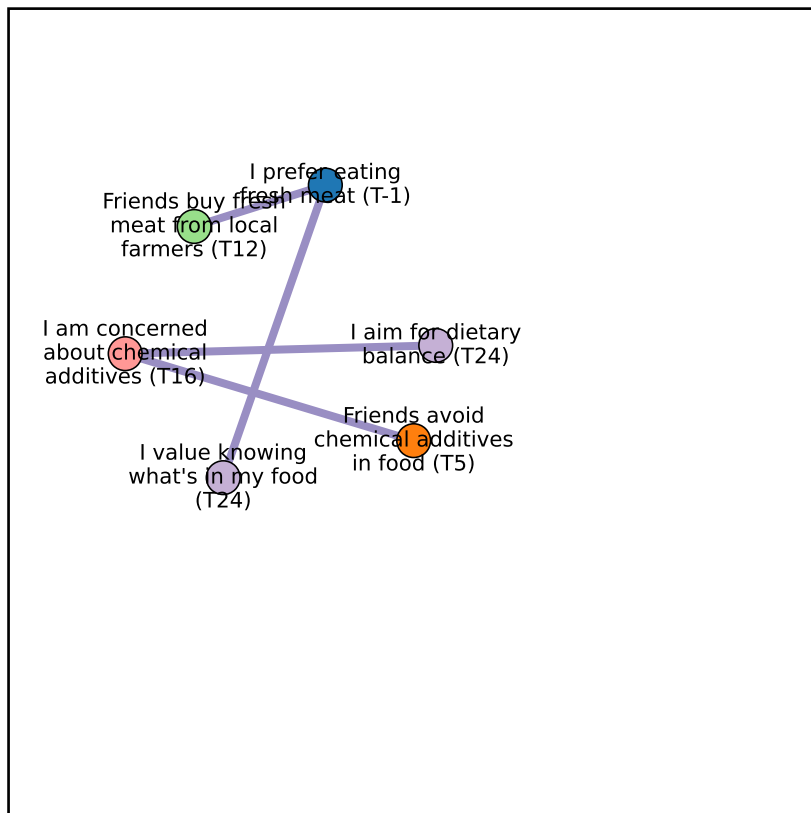 I prefer eating
fresh meat (T-1)
Friends buy fresh
meat from local
farmers (T12)
I am concerned
about chemical
additives (T16)
I aim for dietary
balance (T24)
Friends avoid
chemical additives
in food (T5)
I value knowing
what's in my food
(T24)